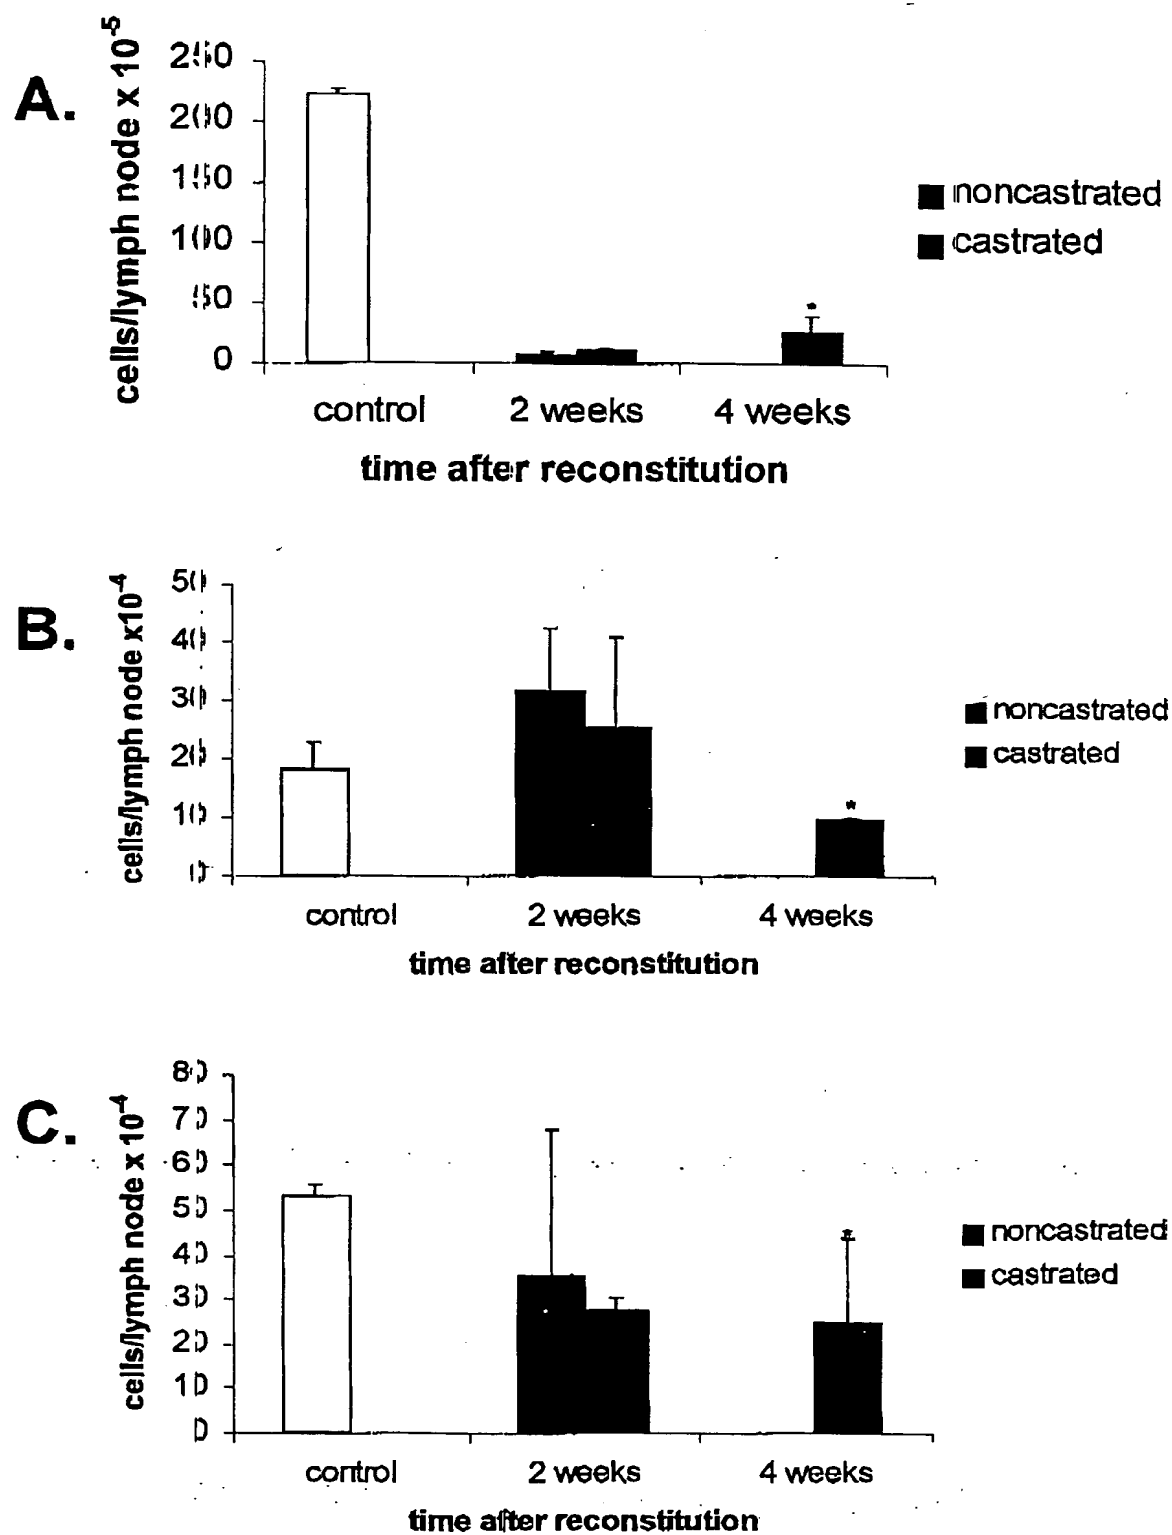 A.
cells/lymph node x 10-5
250
200
150
100
50
0
control 2 weeks 4 weeks
time after reconstitution
noncastrated
castrated
*
B.
cells/lymph node x10-4
50
40
30
20
10
0
control 2 weeks 4 weeks
time after reconstitution
noncastrated
castrated
*
C.
cells/lymph node x 10-4
80
70
60
50
40
30
20
10
0
control 2 weeks 4 weeks
time after reconstitution
noncastrated
castrated
*